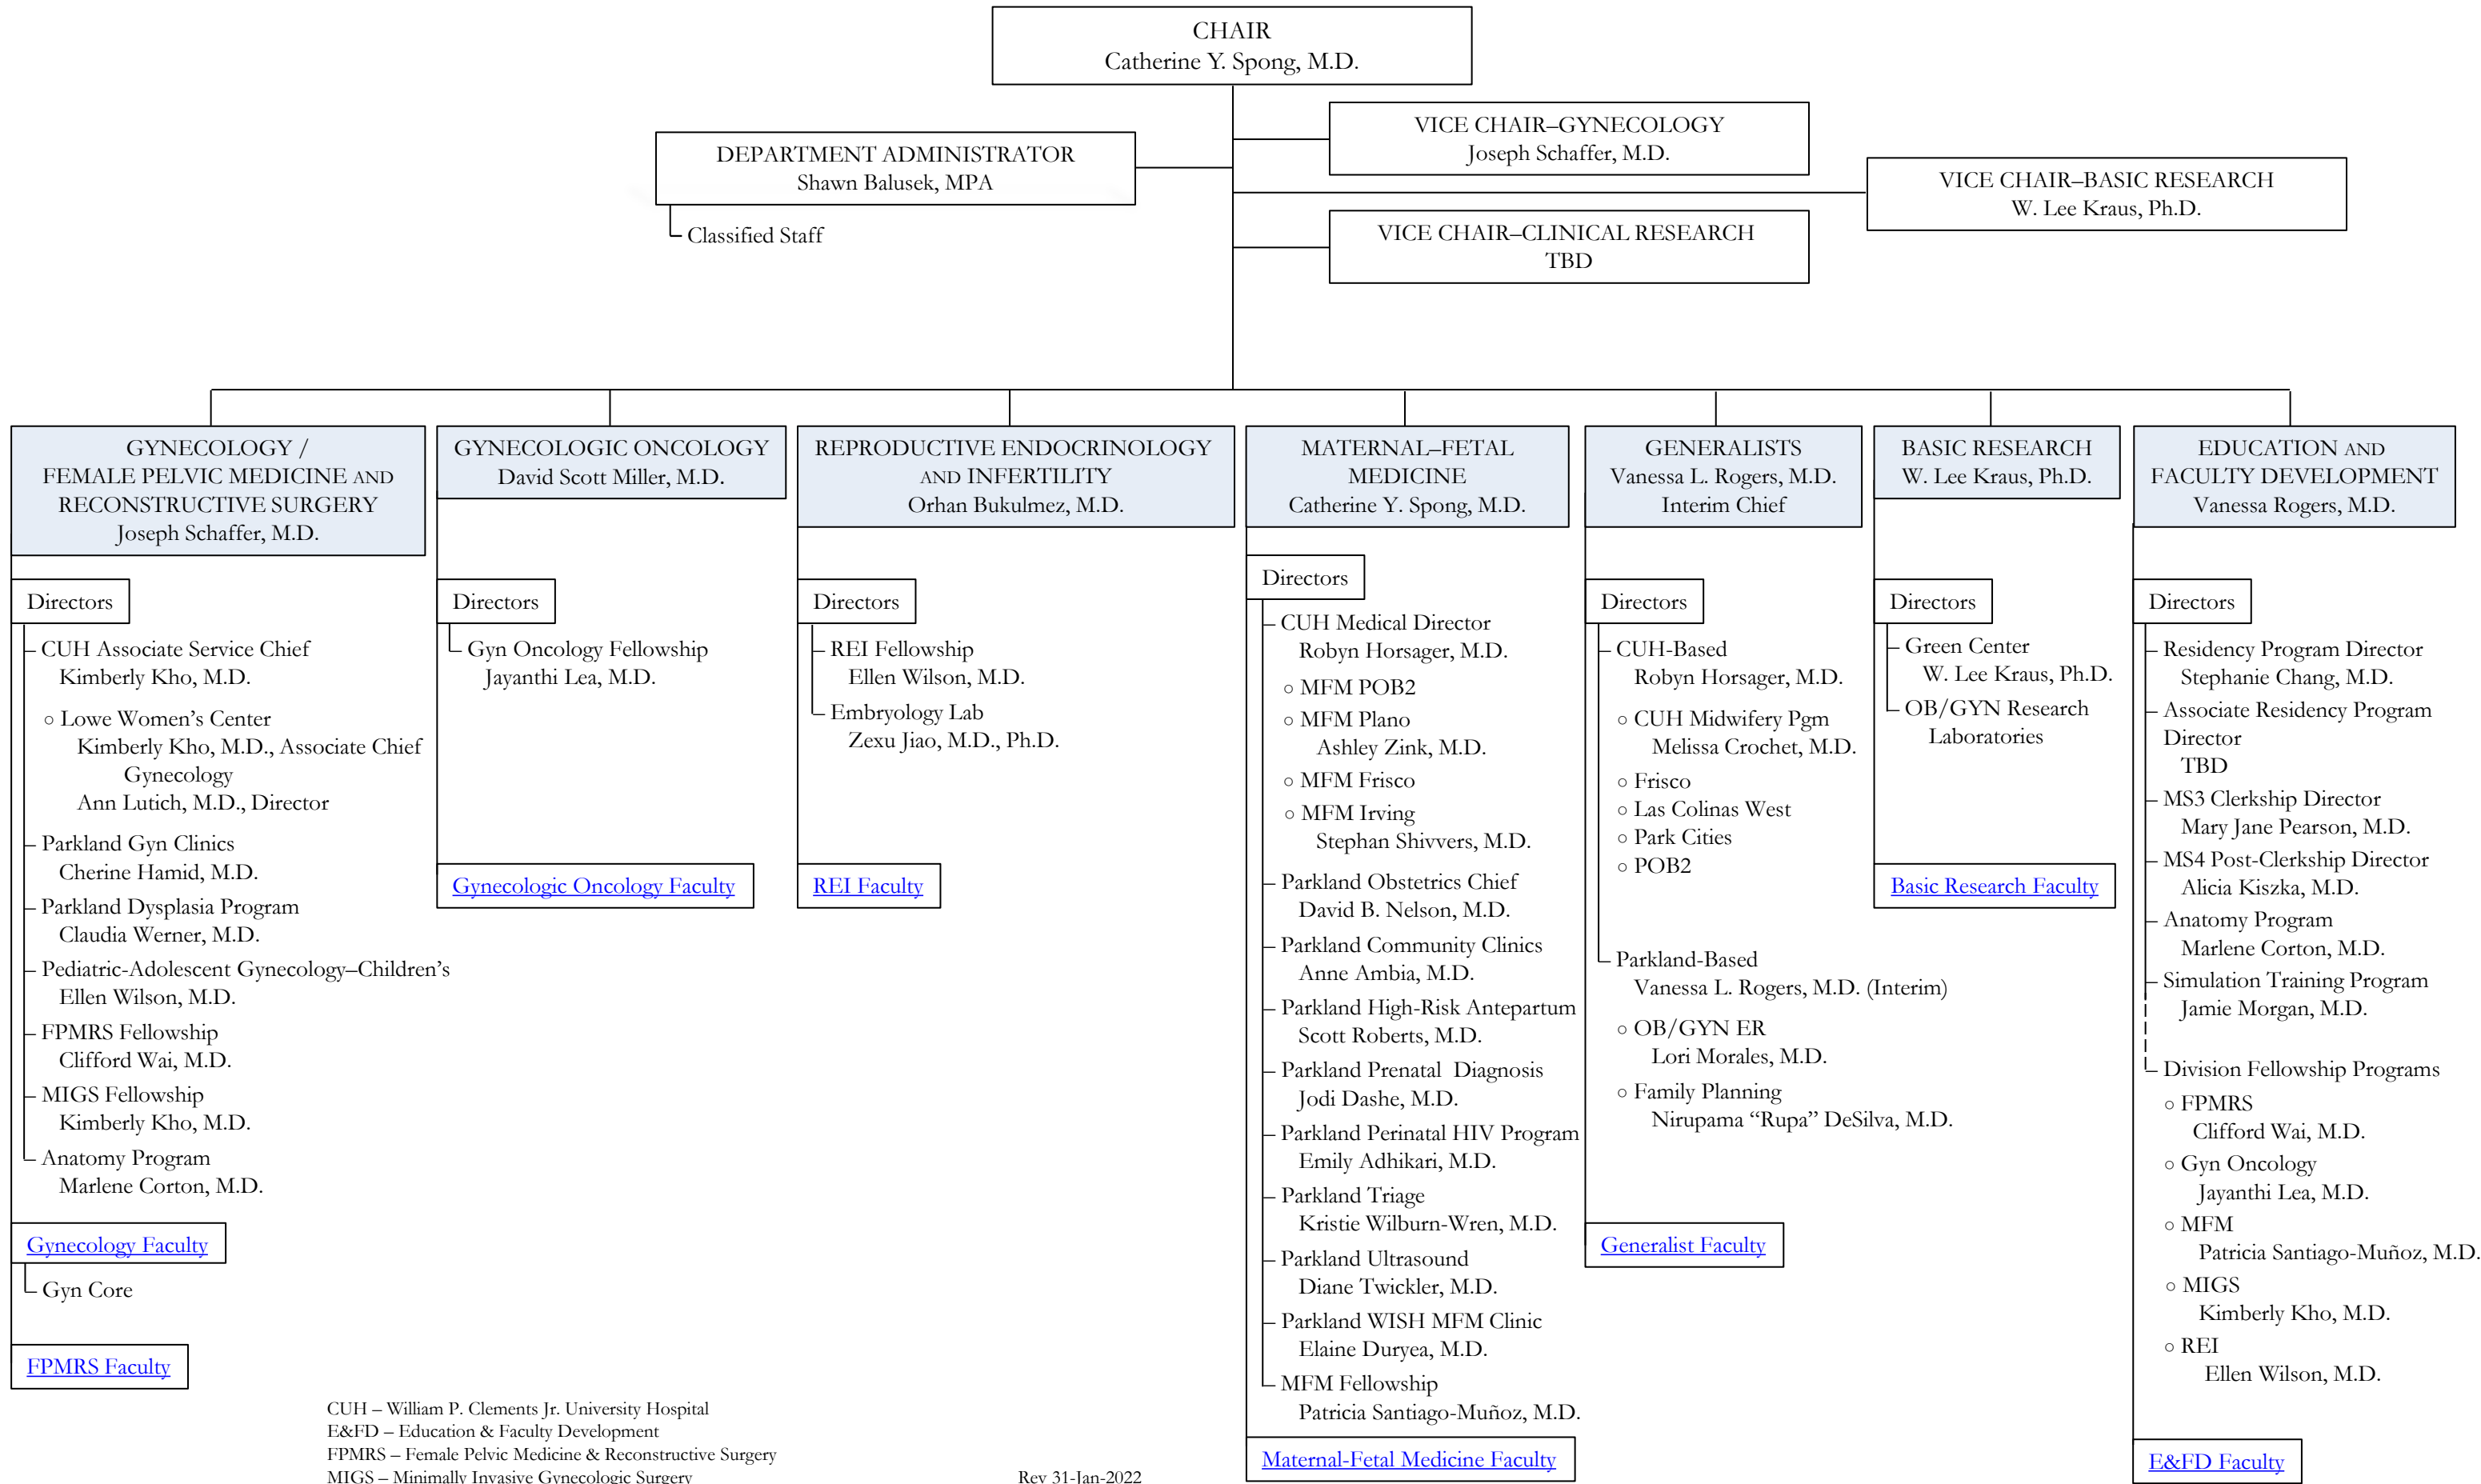 CHAIR
Catherine Y. Spong, M.D.
VICE CHAIR–GYNECOLOGY
Joseph Schaffer, M.D.
DEPARTMENT ADMINISTRATOR
Shawn Balusek, MPA
Classified Staff
VICE CHAIR–BASIC RESEARCH
W. Lee Kraus, Ph.D.
VICE CHAIR–CLINICAL RESEARCH
TBD
GYNECOLOGY /
FEMALE PELVIC MEDICINE AND
RECONSTRUCTIVE SURGERY
Joseph Schaffer, M.D.
Directors
CUH Associate Service Chief
Kimberly Kho, M.D.
○ Lowe Women’s Center
Kimberly Kho, M.D., Associate Chief
Gynecology
Ann Lutich, M.D., Director
Parkland Gyn Clinics
Cherine Hamid, M.D.
Parkland Dysplasia Program
Claudia Werner, M.D.
Pediatric-Adolescent Gynecology–Children’s
Ellen Wilson, M.D.
FPMRS Fellowship
Clifford Wai, M.D.
MIGS Fellowship
Kimberly Kho, M.D.
Anatomy Program
Marlene Corton, M.D.
Gynecology Faculty
Gyn Core
FPMRS Faculty
GYNECOLOGIC ONCOLOGY
David Scott Miller, M.D.
Directors
Gyn Oncology Fellowship
Jayanthi Lea, M.D.
Gynecologic Oncology Faculty
REPRODUCTIVE ENDOCRINOLOGY
AND INFERTILITY
Orhan Bukulmez, M.D.
Directors
REI Fellowship
Ellen Wilson, M.D.
Embryology Lab
Zexu Jiao, M.D., Ph.D.
REI Faculty
MATERNAL–FETAL
MEDICINE
Catherine Y. Spong, M.D.
Directors
CUH Medical Director
Robyn Horsager, M.D.
○ MFM POB2
○ MFM Plano
Ashley Zink, M.D.
○ MFM Frisco
○ MFM Irving
Stephan Shivvers, M.D.
Parkland Obstetrics Chief
David B. Nelson, M.D.
Parkland Community Clinics
Anne Ambia, M.D.
Parkland High-Risk Antepartum
Scott Roberts, M.D.
Parkland Prenatal Diagnosis
Jodi Dashe, M.D.
Parkland Perinatal HIV Program
Emily Adhikari, M.D.
Parkland Triage
Kristie Wilburn-Wren, M.D.
Parkland Ultrasound
Diane Twickler, M.D.
Parkland WISH MFM Clinic
Elaine Duryea, M.D.
MFM Fellowship
Patricia Santiago-Muñoz, M.D.
Maternal-Fetal Medicine Faculty
GENERALISTS
Vanessa L. Rogers, M.D.
Interim Chief
Directors
CUH-Based
Robyn Horsager, M.D.
○ CUH Midwifery Pgm
Melissa Crochet, M.D.
○ Frisco
○ Las Colinas West
○ Park Cities
○ POB2
Parkland-Based
Vanessa L. Rogers, M.D. (Interim)
○ OB/GYN ER
Lori Morales, M.D.
○ Family Planning
Nirupama “Rupa” DeSilva, M.D.
Generalist Faculty
BASIC RESEARCH
W. Lee Kraus, Ph.D.
Directors
Green Center
W. Lee Kraus, Ph.D.
OB/GYN Research
Laboratories
Basic Research Faculty
EDUCATION AND
FACULTY DEVELOPMENT
Vanessa Rogers, M.D.
Directors
Residency Program Director
Stephanie Chang, M.D.
Associate Residency Program
Director
TBD
MS3 Clerkship Director
Mary Jane Pearson, M.D.
MS4 Post-Clerkship Director
Alicia Kiszka, M.D.
Anatomy Program
Marlene Corton, M.D.
Simulation Training Program
Jamie Morgan, M.D.
Division Fellowship Programs
○ FPMRS
Clifford Wai, M.D.
○ Gyn Oncology
Jayanthi Lea, M.D.
○ MFM
Patricia Santiago-Muñoz, M.D.
○ MIGS
Kimberly Kho, M.D.
○ REI
Ellen Wilson, M.D.
E&FD Faculty
CUH – William P. Clements Jr. University Hospital
E&FD – Education & Faculty Development
FPMRS – Female Pelvic Medicine & Reconstructive Surgery
MIGS – Minimally Invasive Gynecologic Surgery
Rev 31-Jan-2022